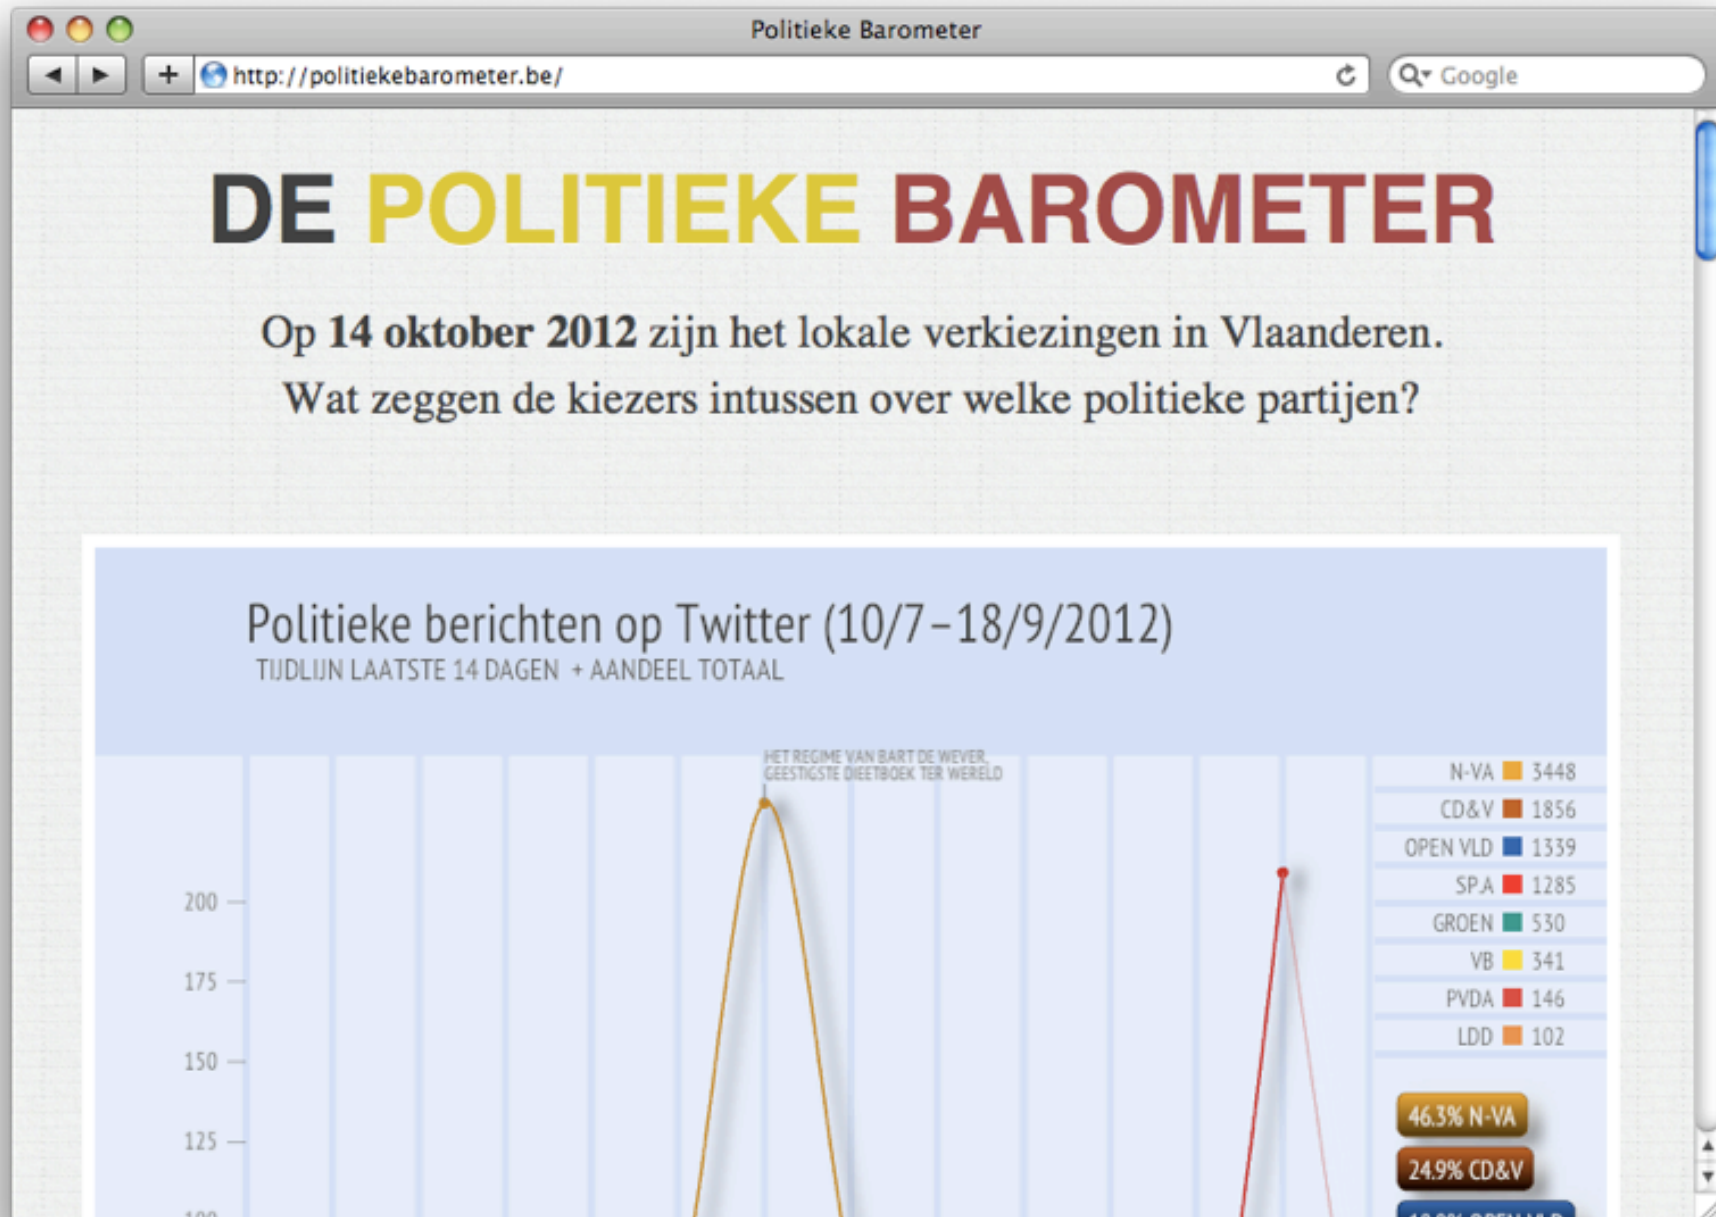 Politieke Barometer
http://politiekebarometer.be/
Google
DE POLITIEKE BAROMETER
Op 14 oktober 2012 zijn het lokale verkiezingen in Vlaanderen.
Wat zeggen de kiezers intussen over welke politieke partijen?
Politieke berichten op Twitter (10/7–18/9/2012)
TIJDLIJN LAATSTE 14 DAGEN + AANDEEL TOTAAL
HET REGIME VAN BART DE WEVER,
GEESTIGSTE DIEETBOEK TER WERELD
N-VA 3448
CD&V 1856
OPEN VLD 1339
SP.A 1285
GROEN 530
VB 341
PVDA 146
LDD 102
200
175
150
125
46.3% N-VA
24.9% CD&V